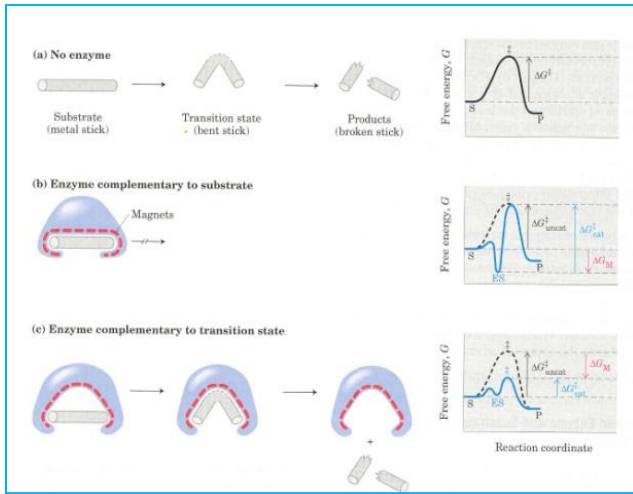 (a) No enzyme
Substrate
(metal stick)
Transition state
(bent stick)
Products
(broken stick)
Free energy, G
‡
ΔG‡
S
P
(b) Enzyme complementary to substrate
Magnets
Free energy, G
‡
ΔG‡uncat
ΔG‡cat
S
P
ΔG_M
ES
(c) Enzyme complementary to transition state
+
Free energy, G
‡
‡
ΔG‡uncat
ΔG_M
ΔG‡cat
S
ES
P
Reaction coordinate